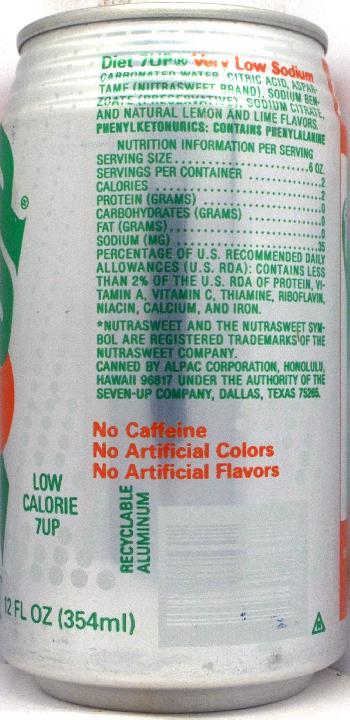 Diet 7UP® Very Low Sodium
CARBONATED WATER, CITRIC ACID, ASPAR-
TAME (NUTRASWEET BRAND), SODIUM BEN-
ZOATE (PRESERVATIVE), SODIUM CITRATE,
AND NATURAL LEMON AND LIME FLAVORS.
PHENYLKETONURICS: CONTAINS PHENYLALANINE
NUTRITION INFORMATION PER SERVING
SERVING SIZE ..................... 6 OZ.
SERVINGS PER CONTAINER ..................... 2
CALORIES ..................... 2
PROTEIN (GRAMS) ..................... 0
CARBOHYDRATES (GRAMS) ..................... 0
FAT (GRAMS) ..................... 0
SODIUM (MG) ..................... 35
PERCENTAGE OF U.S. RECOMMENDED DAILY
ALLOWANCES (U.S. RDA): CONTAINS LESS
THAN 2% OF THE U.S. RDA OF PROTEIN, VI-
TAMIN A, VITAMIN C, THIAMINE, RIBOFLAVIN,
NIACIN, CALCIUM, AND IRON.
*NUTRASWEET AND THE NUTRASWEET SYM-
BOL ARE REGISTERED TRADEMARKS OF THE
NUTRASWEET COMPANY.
CANNED BY ALPAC CORPORATION, HONOLULU,
HAWAII 96817 UNDER THE AUTHORITY OF THE
SEVEN-UP COMPANY, DALLAS, TEXAS 75265.
®
No Caffeine
No Artificial Colors
No Artificial Flavors
LOW
CALORIE
7UP
RECYCLABLE
ALUMINUM
12 FL OZ (354ml)